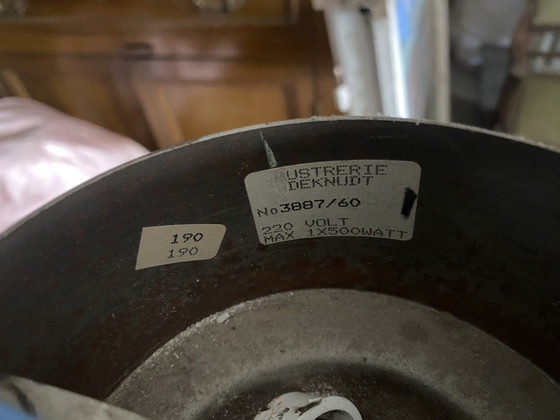 USTRERIE
DEKNUDT
No3887/60
220 VOLT
MAX 1X500WATT
190
190